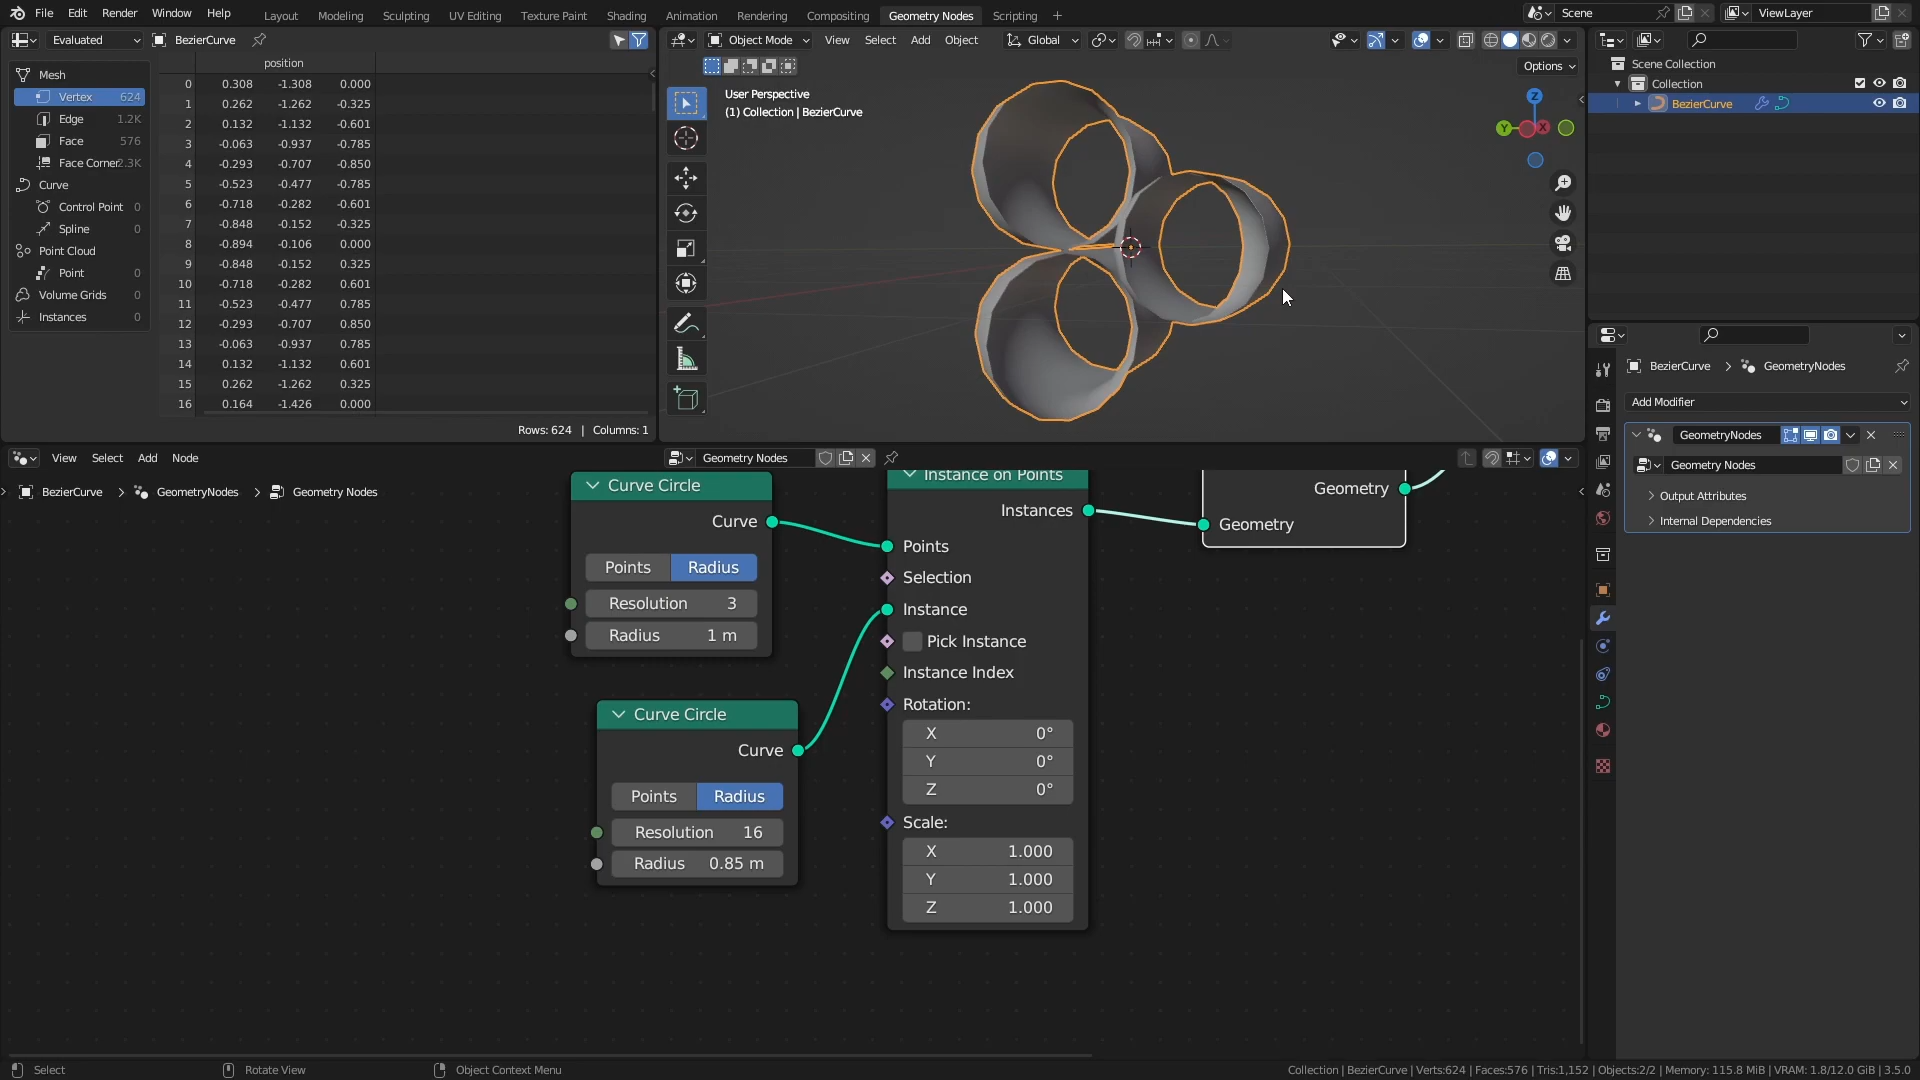 File Edit Render Window Help Layout Modeling Sculpting UV Editing Texture Paint Shading Animation Rendering Compositing Geometry Nodes Scripting + Scene ViewLayer
Evaluated BezierCurve
position
Mesh
Vertex 624
Edge 1.2K
Face 576
Face Corner 2.3K
Curve
Control Point 0
Spline 0
Point Cloud
Point 0
Volume Grids 0
Instances 0
0 0.308 -1.308 0.000
1 0.262 -1.262 -0.325
2 0.132 -1.132 -0.601
3 -0.063 -0.937 -0.785
4 -0.293 -0.707 -0.850
5 -0.523 -0.477 -0.785
6 -0.718 -0.282 -0.601
7 -0.848 -0.152 -0.325
8 -0.894 -0.106 0.000
9 -0.848 -0.152 0.325
10 -0.718 -0.282 0.601
11 -0.523 -0.477 0.785
12 -0.293 -0.707 0.850
13 -0.063 -0.937 0.785
14 0.132 -1.132 0.601
15 0.262 -1.262 0.325
16 0.164 -1.426 0.000
Rows: 624 | Columns: 1
Object Mode View Select Add Object Global
Options
User Perspective
(1) Collection | BezierCurve
Z
Y
X
Scene Collection
Collection
BezierCurve
BezierCurve > GeometryNodes
Add Modifier
GeometryNodes
Geometry Nodes
> Output Attributes
> Internal Dependencies
View Select Add Node Geometry Nodes
BezierCurve > GeometryNodes > Geometry Nodes
Curve Circle
Curve
Points Radius
Resolution 3
Radius 1 m
Curve Circle
Curve
Points Radius
Resolution 16
Radius 0.85 m
Instance on Points
Instances
Points
Selection
Instance
Pick Instance
Instance Index
Rotation:
X 0°
Y 0°
Z 0°
Scale:
X 1.000
Y 1.000
Z 1.000
Geometry
Geometry
Select Rotate View Object Context Menu Collection | BezierCurve | Verts:624 | Faces:576 | Tris:1,152 | Objects:2/2 | Memory: 115.8 MiB | VRAM: 1.8/12.0 GiB | 3.5.0